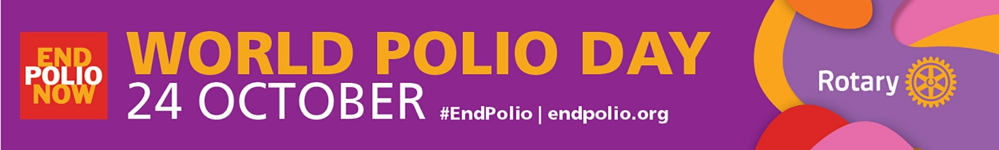 END
POLIO
NOW
WORLD POLIO DAY
24 OCTOBER #EndPolio | endpolio.org
Rotary